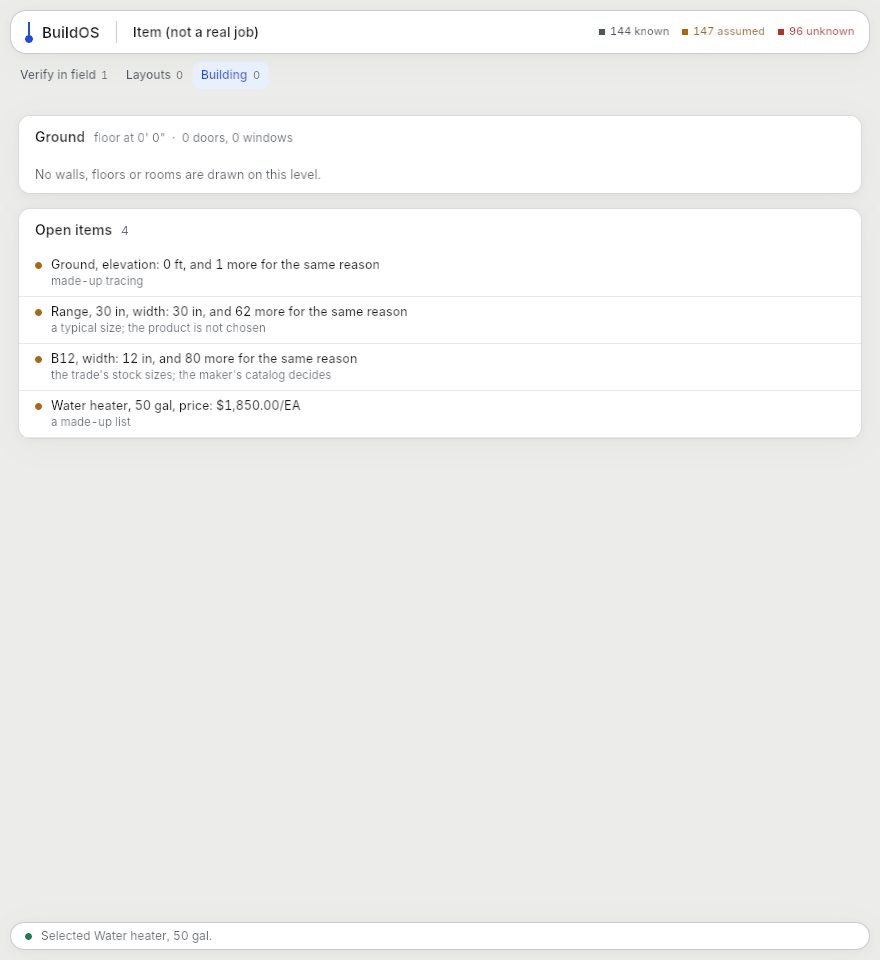 BuildOS
Item (not a real job)
144 known
147 assumed
96 unknown
Verify in field 1
Layouts 0
Building 0
Ground floor at 0' 0" · 0 doors, 0 windows
No walls, floors or rooms are drawn on this level.
Open items 4
Ground, elevation: 0 ft, and 1 more for the same reason
made-up tracing
Range, 30 in, width: 30 in, and 62 more for the same reason
a typical size; the product is not chosen
B12, width: 12 in, and 80 more for the same reason
the trade's stock sizes; the maker's catalog decides
Water heater, 50 gal, price: $1,850.00/EA
a made-up list
Selected Water heater, 50 gal.